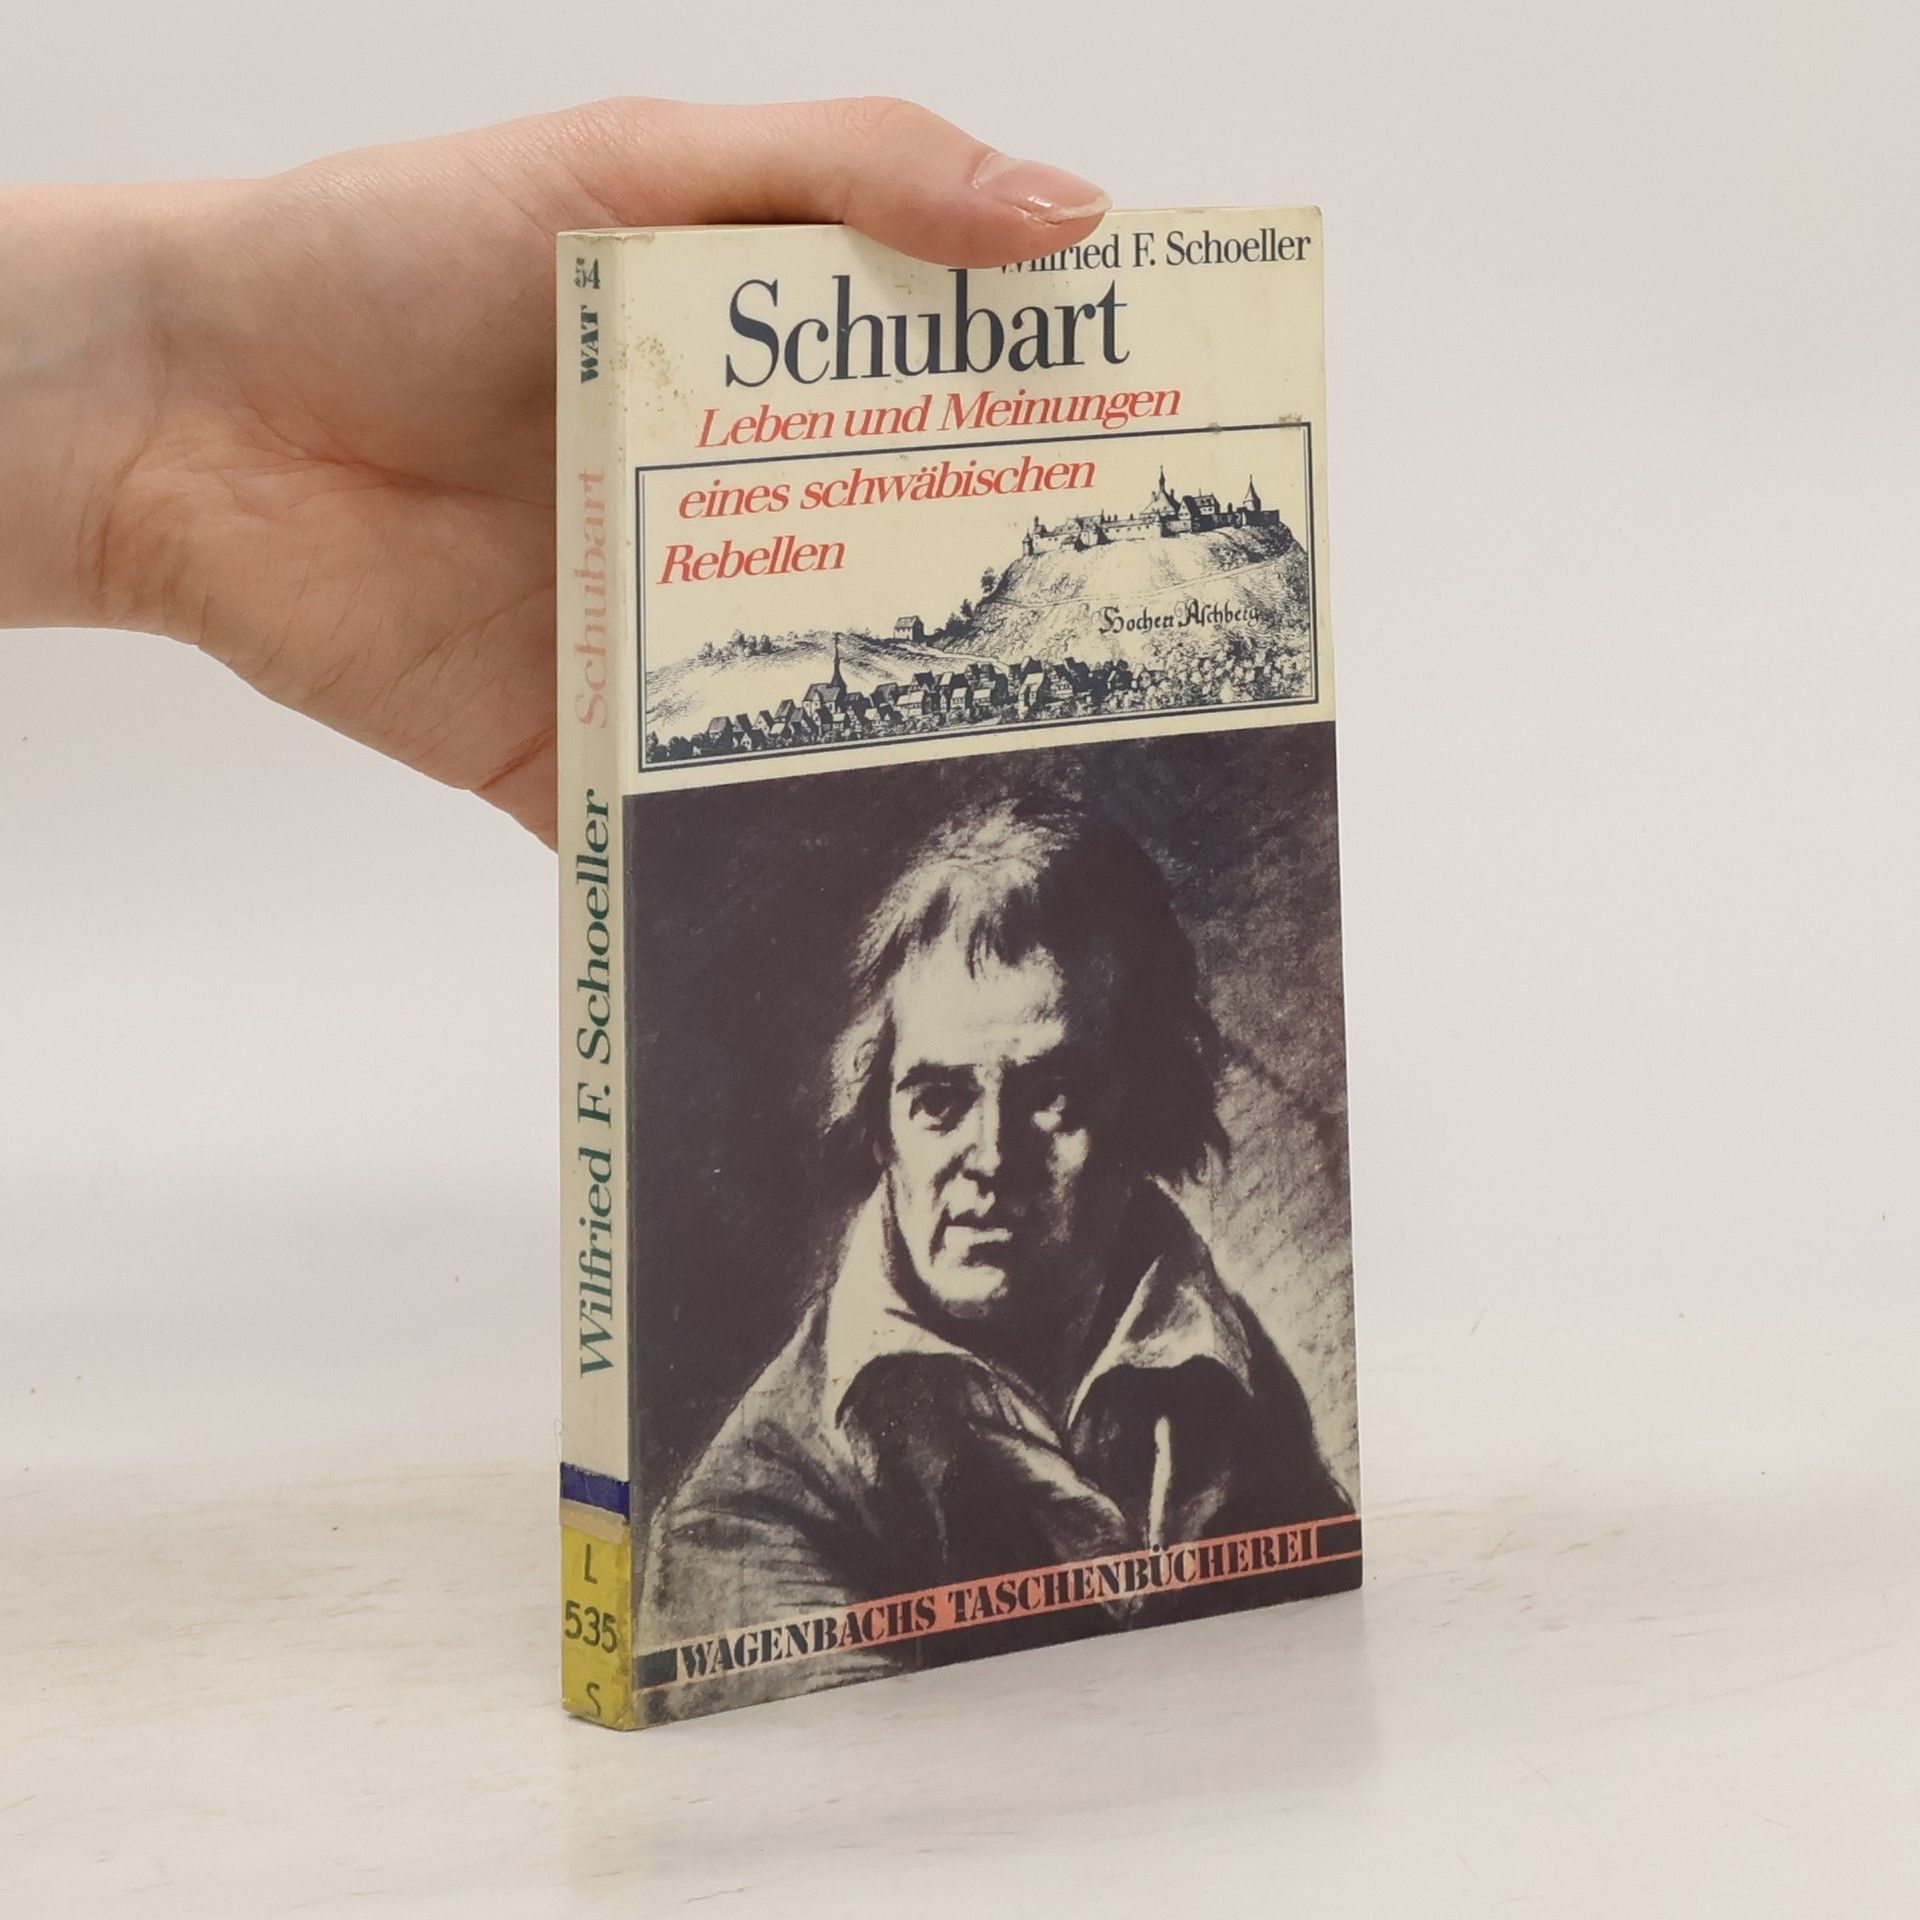 Wilfried F. Schoeller
Schubart
Leben und Meinungen
eines schwäbischen
Rebellen
Hochen Aschberg
WAGENBACHS TASCHENBÜCHEREI
WAT 54
Schubart
Wilfried F. Schoeller
L
535
S